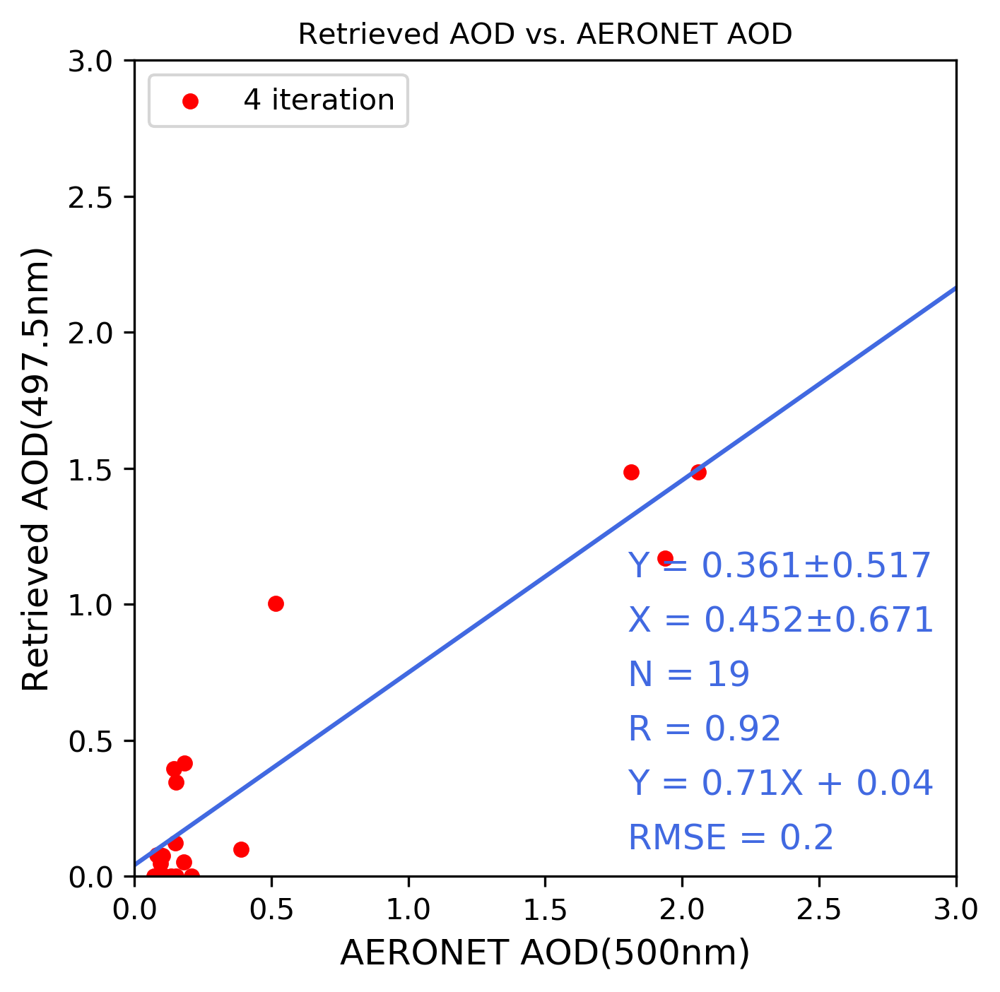 Retrieved AOD vs. AERONET AOD
4 iteration
Retrieved AOD(497.5nm)
3.0
2.5
2.0
1.5
1.0
0.5
0.0
Y = 0.361±0.517
X = 0.452±0.671
N = 19
R = 0.92
Y = 0.71X + 0.04
RMSE = 0.2
0.0 0.5 1.0 1.5 2.0 2.5 3.0
AERONET AOD(500nm)